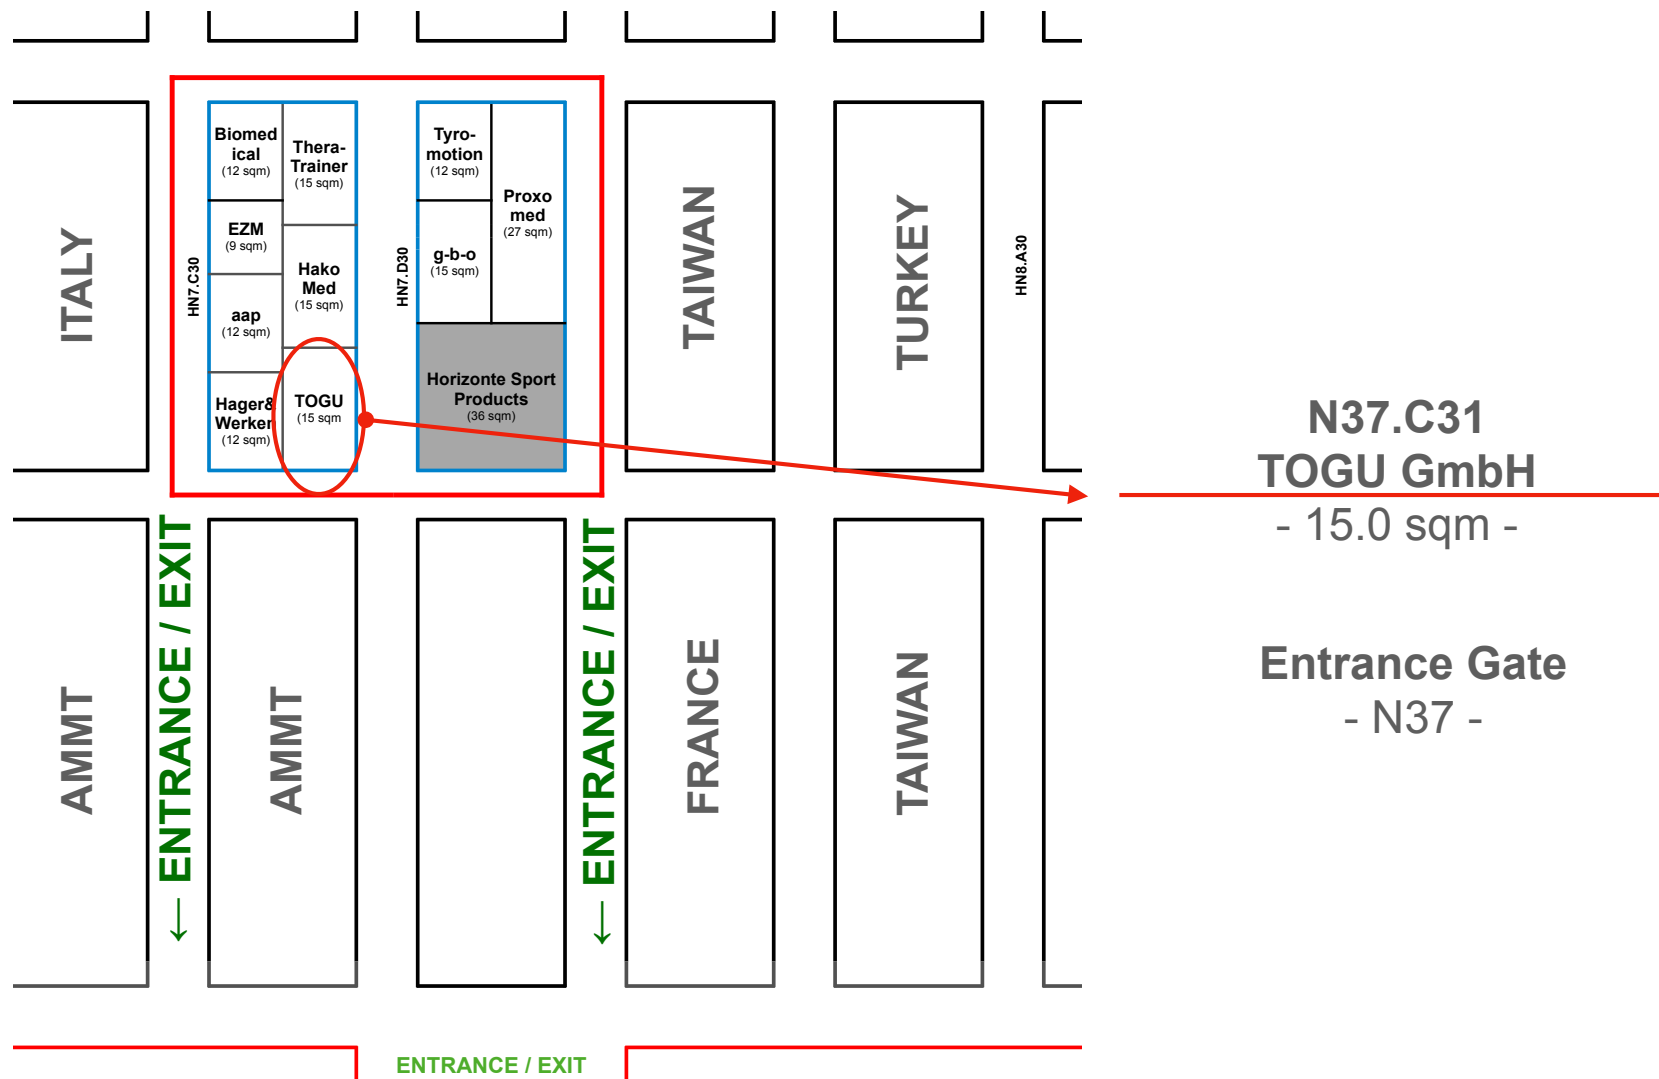 Biomed
ical
(12 sqm)
Thera-
Trainer
(15 sqm)
EZM
(9 sqm)
Hako
Med
(15 sqm)
aap
(12 sqm)
Hager&
Werken
(12 sqm)
TOGU
(15 sqm
HN7.C30
Tyro-
motion
(12 sqm)
Proxo
med
(27 sqm)
g-b-o
(15 sqm)
Horizonte Sport
Products
(36 sqm)
HN7.D30
ITALY
TAIWAN
TURKEY
HN8.A30
N37.C31
TOGU GmbH
- 15.0 sqm -
Entrance Gate
- N37 -
AMMT
← ENTRANCE / EXIT
AMMT
← ENTRANCE / EXIT
FRANCE
TAIWAN
ENTRANCE / EXIT